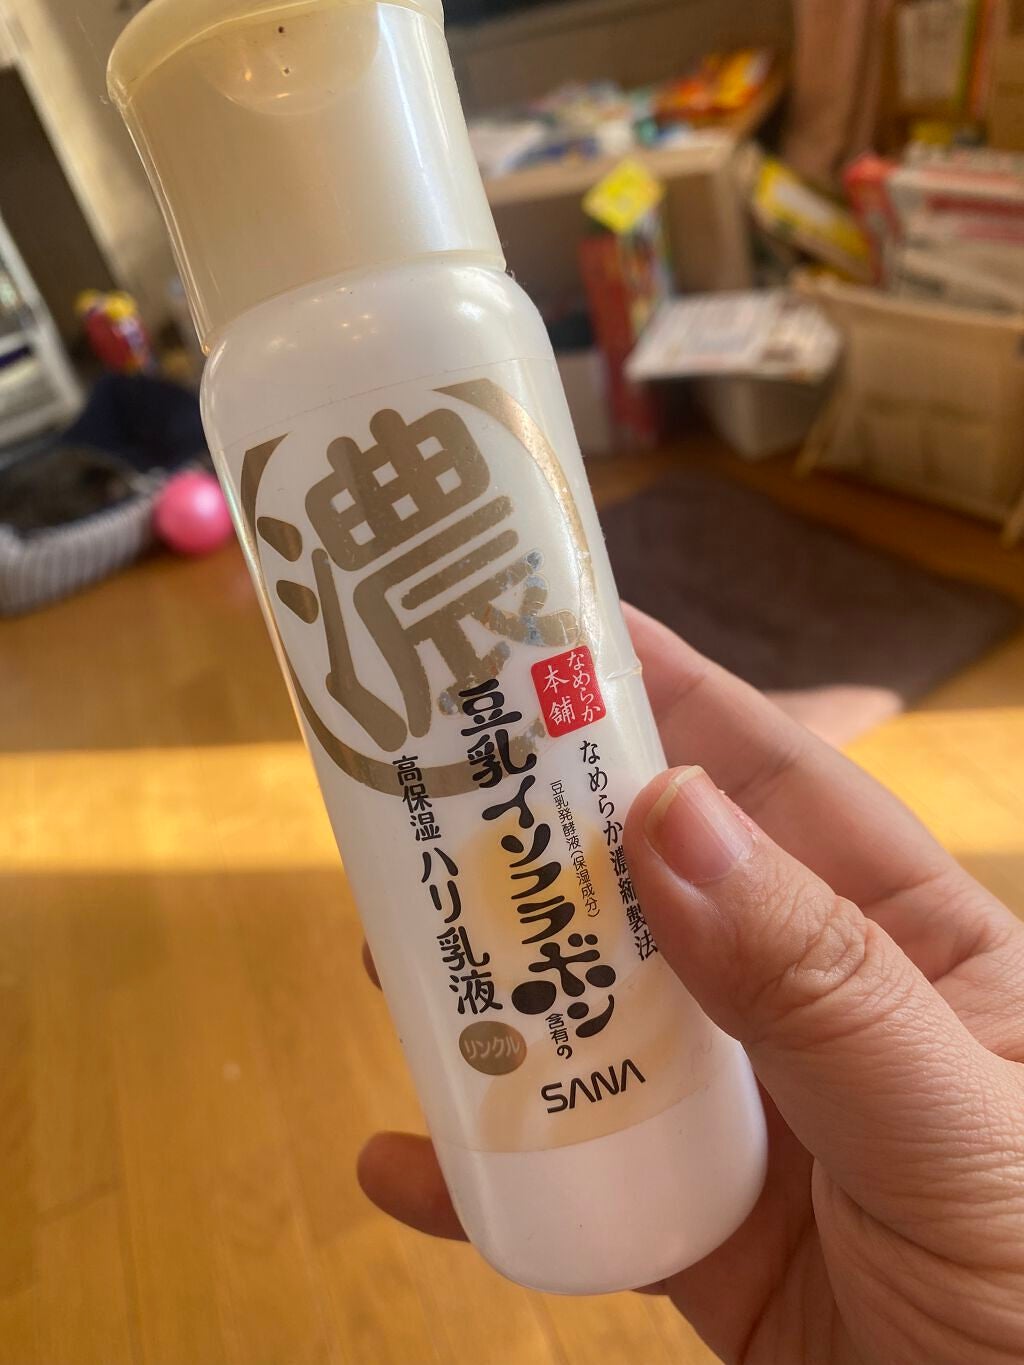 濃
なめらか
本舗
なめらか濃縮製法
豆乳発酵液(保湿成分)
豆乳イソフラボン
含有の
高保湿ハリ乳液
リンクル
SANA